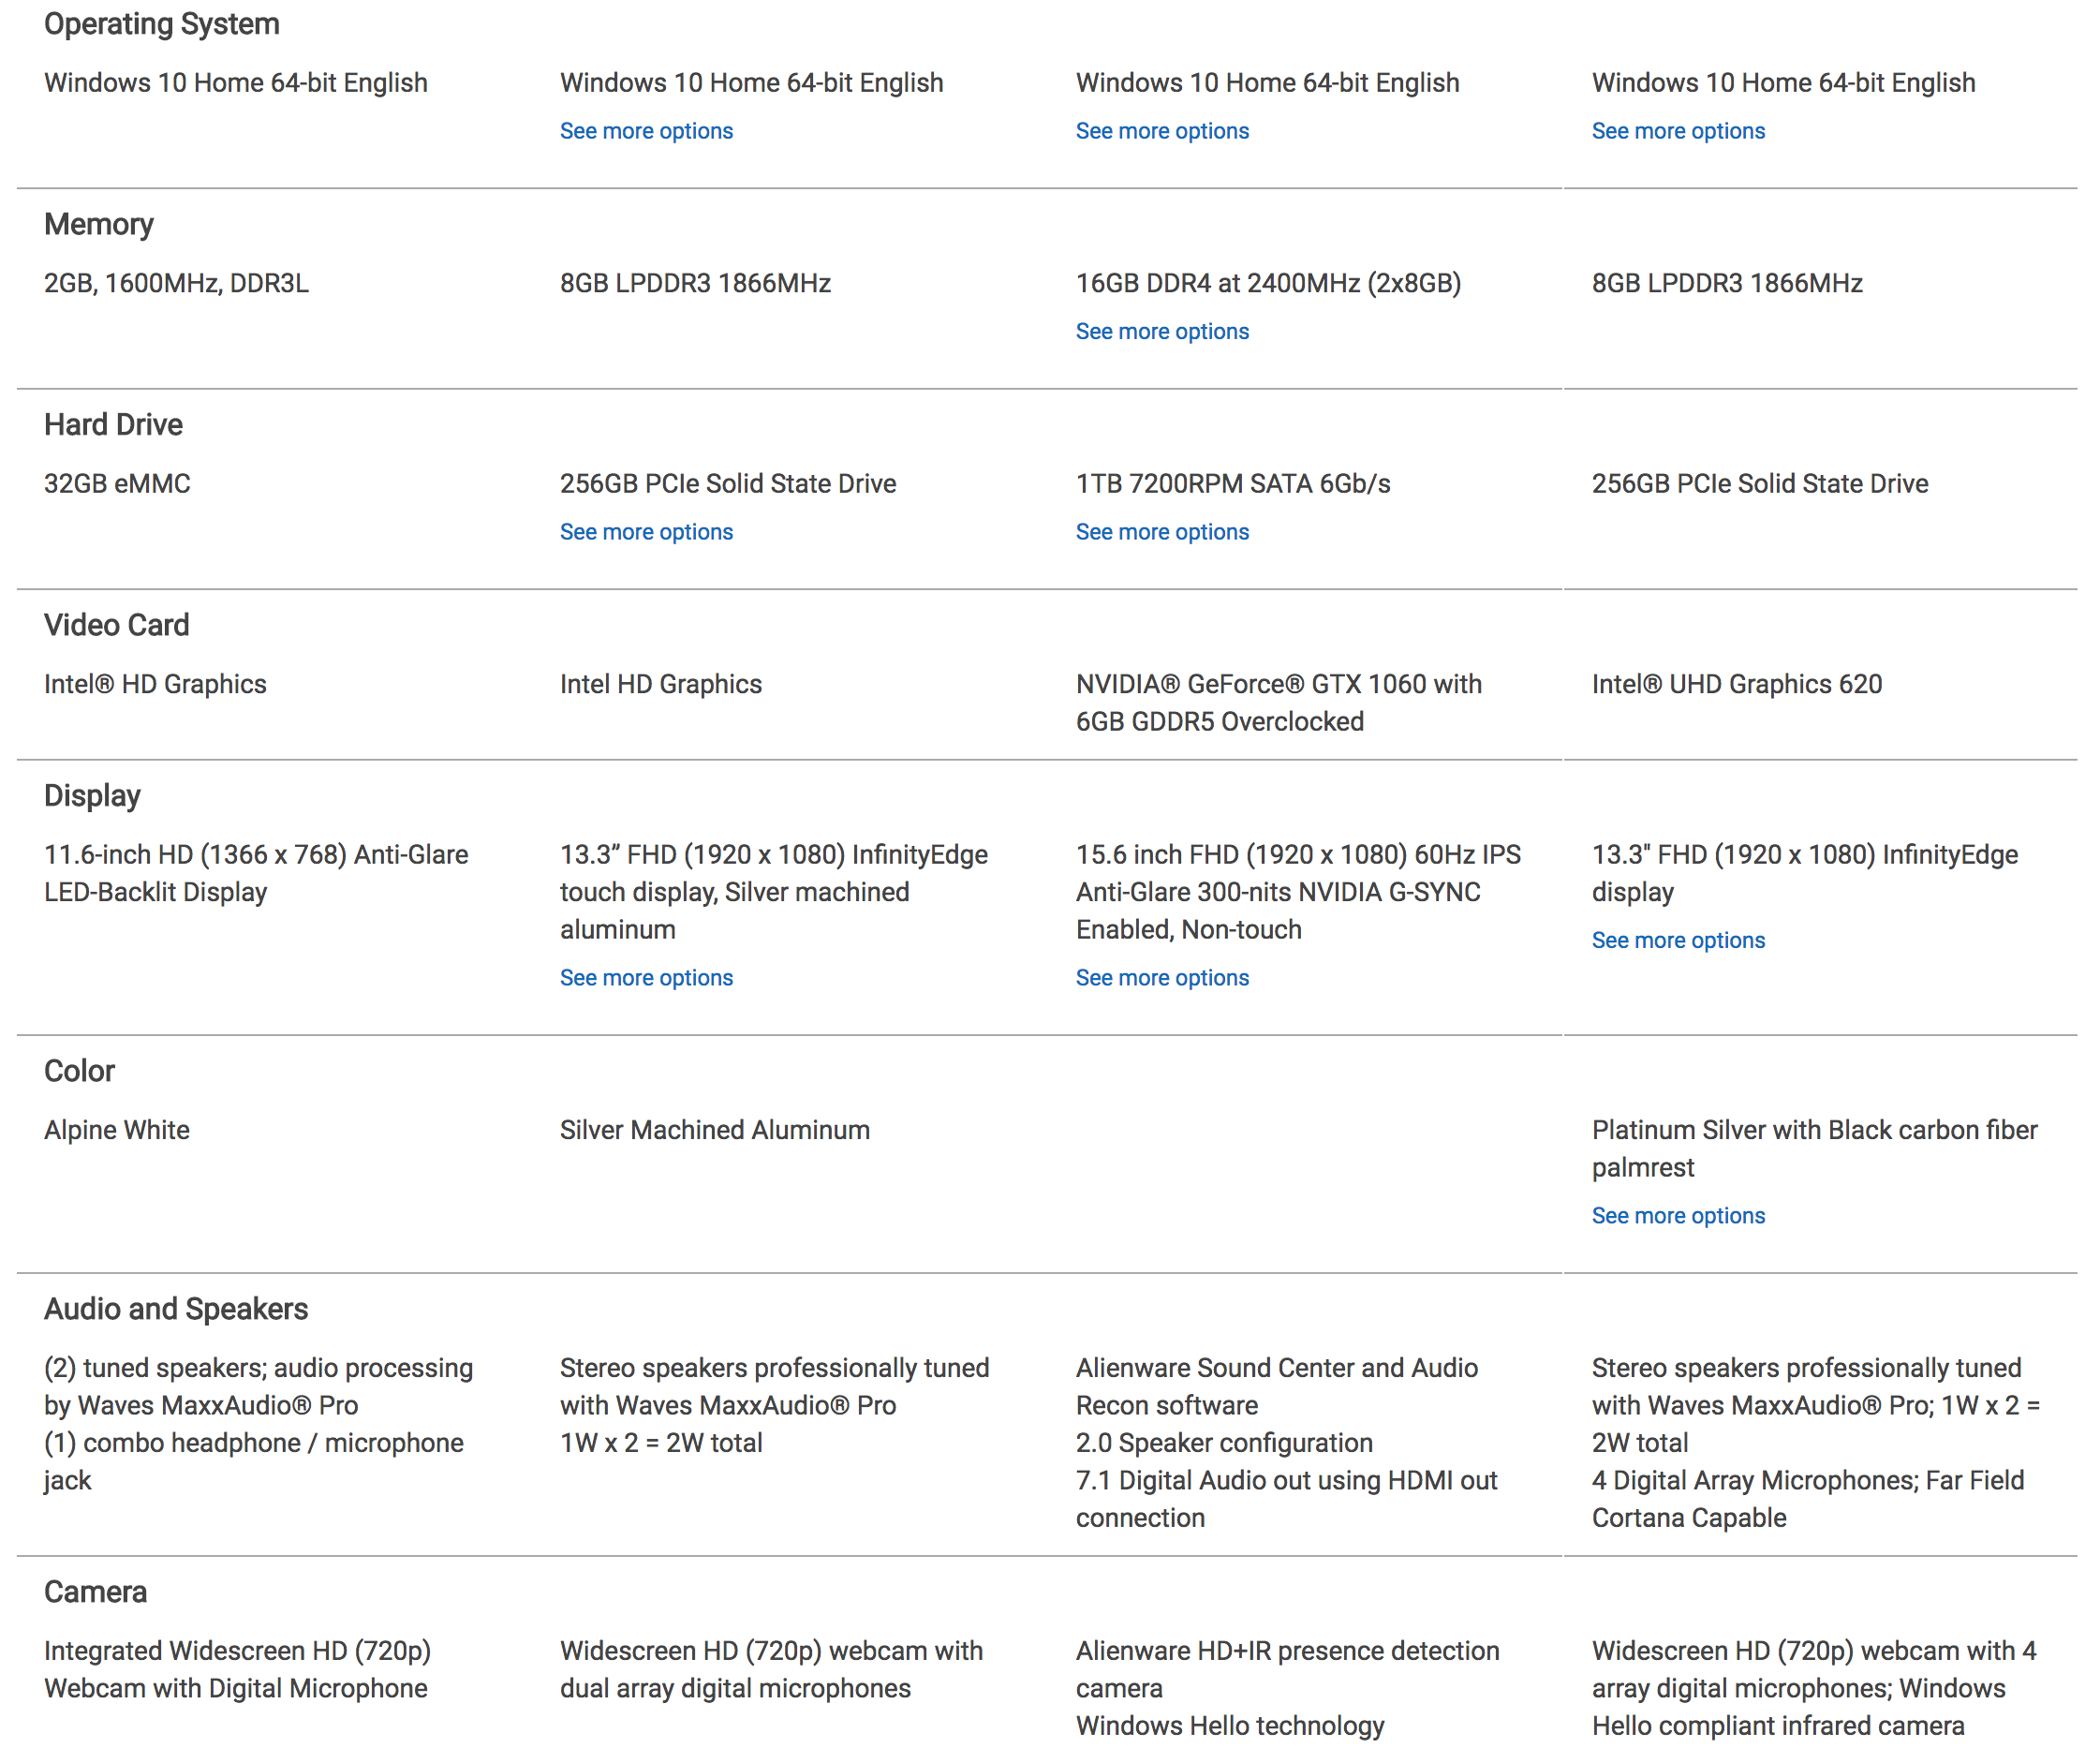 Operating System
Windows 10 Home 64-bit English
Windows 10 Home 64-bit English
See more options
Windows 10 Home 64-bit English
See more options
Windows 10 Home 64-bit English
See more options
Memory
2GB, 1600MHz, DDR3L
8GB LPDDR3 1866MHz
16GB DDR4 at 2400MHz (2x8GB)
See more options
8GB LPDDR3 1866MHz
Hard Drive
32GB eMMC
256GB PCIe Solid State Drive
See more options
1TB 7200RPM SATA 6Gb/s
See more options
256GB PCIe Solid State Drive
Video Card
Intel® HD Graphics
Intel HD Graphics
NVIDIA® GeForce® GTX 1060 with
6GB GDDR5 Overclocked
Intel® UHD Graphics 620
Display
11.6-inch HD (1366 x 768) Anti-Glare
LED-Backlit Display
13.3” FHD (1920 x 1080) InfinityEdge
touch display, Silver machined
aluminum
See more options
15.6 inch FHD (1920 x 1080) 60Hz IPS
Anti-Glare 300-nits NVIDIA G-SYNC
Enabled, Non-touch
See more options
13.3" FHD (1920 x 1080) InfinityEdge
display
See more options
Color
Alpine White
Silver Machined Aluminum
Platinum Silver with Black carbon fiber
palmrest
See more options
Audio and Speakers
(2) tuned speakers; audio processing
by Waves MaxxAudio® Pro
(1) combo headphone / microphone
jack
Stereo speakers professionally tuned
with Waves MaxxAudio® Pro
1W x 2 = 2W total
Alienware Sound Center and Audio
Recon software
2.0 Speaker configuration
7.1 Digital Audio out using HDMI out
connection
Stereo speakers professionally tuned
with Waves MaxxAudio® Pro; 1W x 2 =
2W total
4 Digital Array Microphones; Far Field
Cortana Capable
Camera
Integrated Widescreen HD (720p)
Webcam with Digital Microphone
Widescreen HD (720p) webcam with
dual array digital microphones
Alienware HD+IR presence detection
camera
Windows Hello technology
Widescreen HD (720p) webcam with 4
array digital microphones; Windows
Hello compliant infrared camera